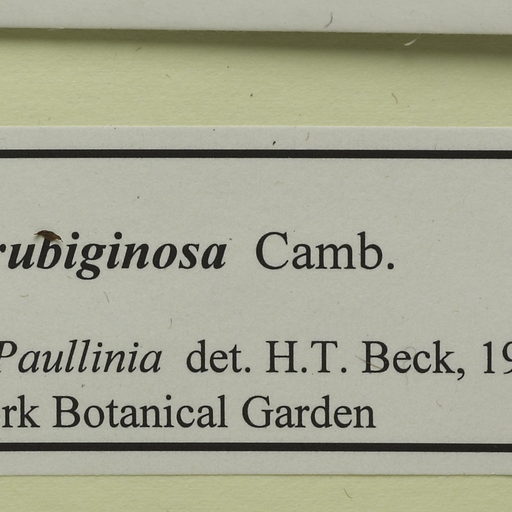 rubiginosa Camb.
Paullinia det. H.T. Beck, 19
rk Botanical Garden